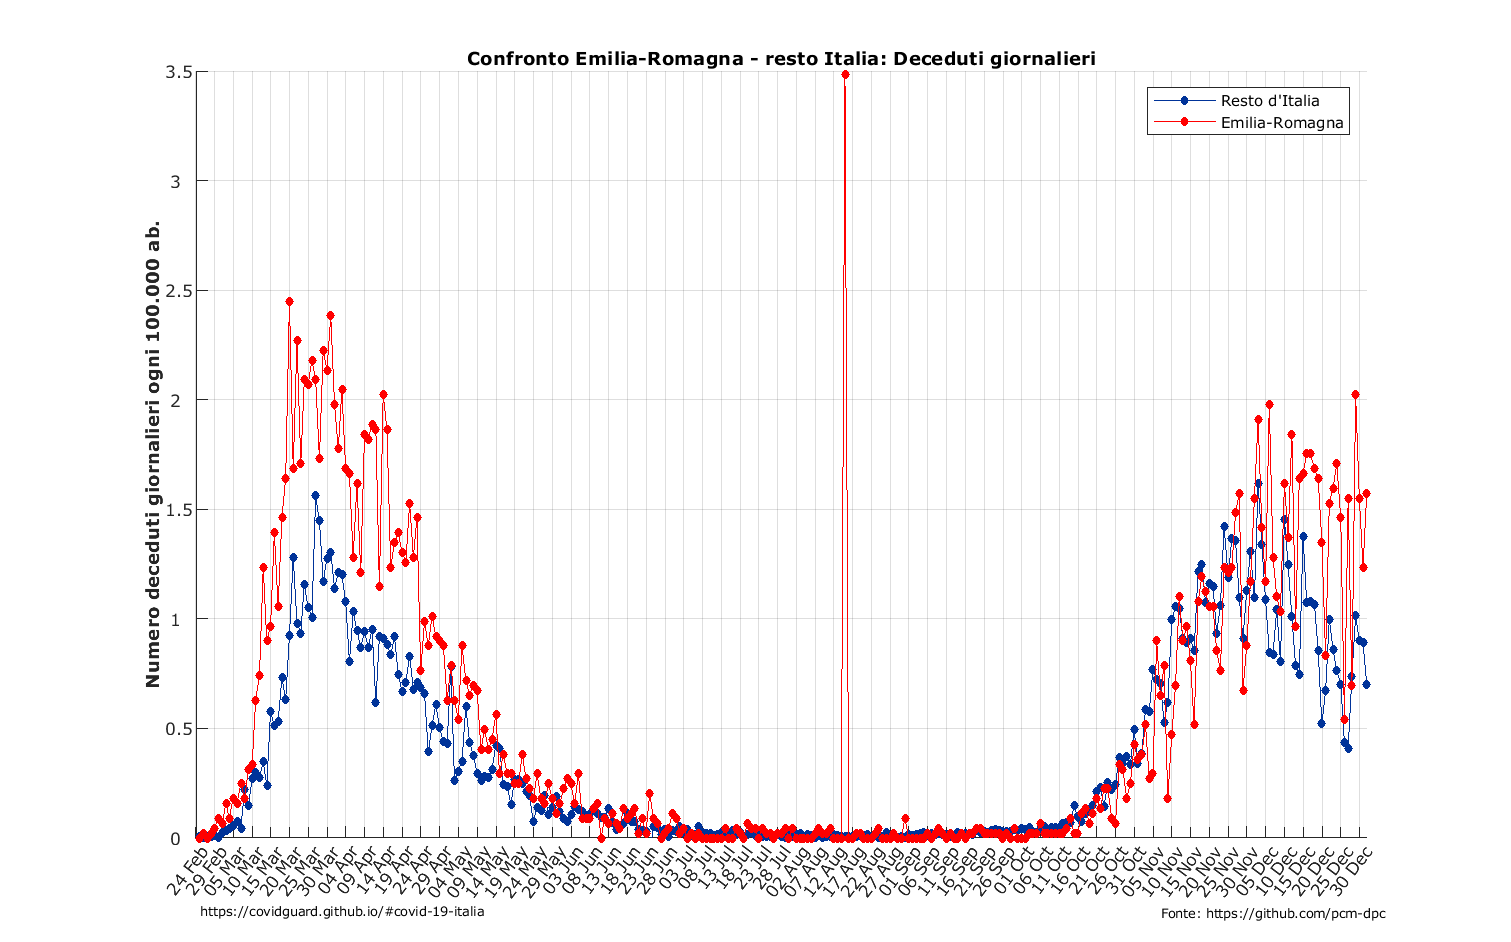 Confronto Emilia-Romagna - resto Italia: Deceduti giornalieri
Numero deceduti giornalieri ogni 100.000 ab.
3.5
3
2.5
2
1.5
1
0.5
0
Resto d'Italia
Emilia-Romagna
24 Feb
29 Feb
05 Mar
10 Mar
15 Mar
20 Mar
25 Mar
30 Mar
04 Apr
09 Apr
14 Apr
19 Apr
24 Apr
29 Apr
04 May
09 May
14 May
19 May
24 May
29 May
03 Jun
08 Jun
13 Jun
18 Jun
23 Jun
28 Jun
03 Jul
08 Jul
13 Jul
18 Jul
23 Jul
28 Jul
02 Aug
07 Aug
12 Aug
17 Aug
22 Aug
27 Aug
01 Sep
06 Sep
11 Sep
16 Sep
21 Sep
26 Sep
01 Oct
06 Oct
11 Oct
16 Oct
21 Oct
26 Oct
31 Oct
05 Nov
10 Nov
15 Nov
20 Nov
25 Nov
30 Nov
05 Dec
10 Dec
15 Dec
20 Dec
25 Dec
30 Dec
https://covidguard.github.io/#covid-19-italia
Fonte: https://github.com/pcm-dpc